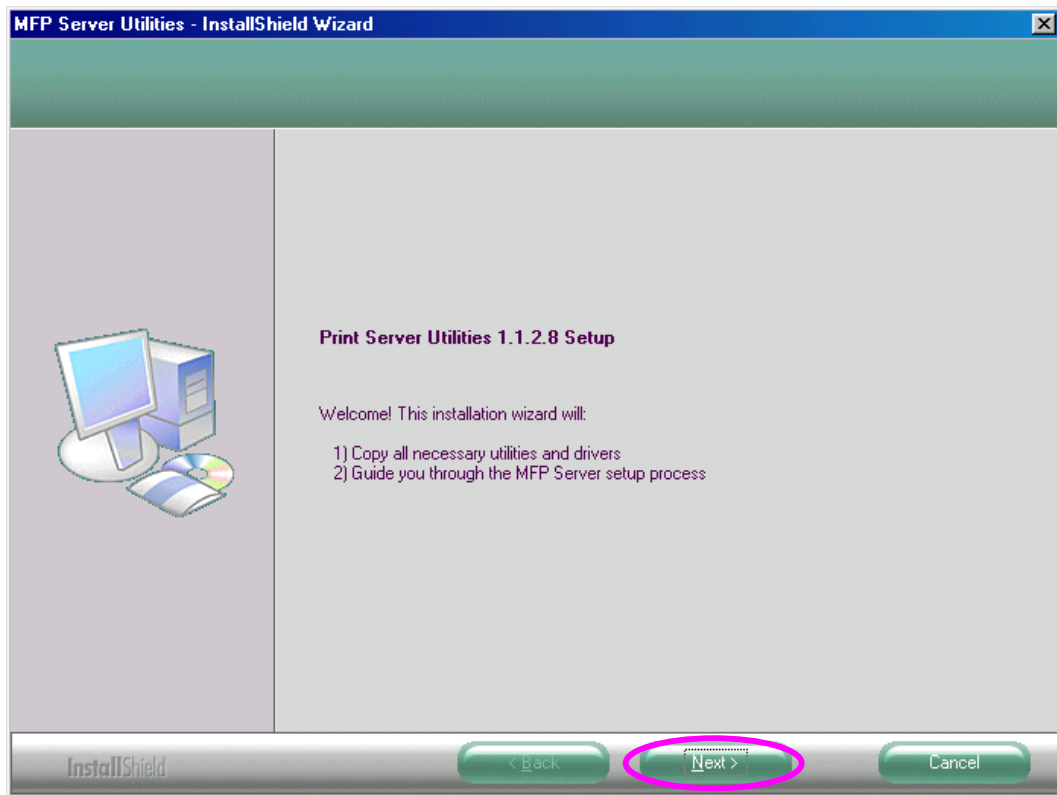 MFP Server Utilities - InstallShield Wizard
Print Server Utilities 1.1.2.8 Setup
Welcome! This installation wizard will:
1) Copy all necessary utilities and drivers
2) Guide you through the MFP Server setup process
InstallShield
< Back
Next >
Cancel